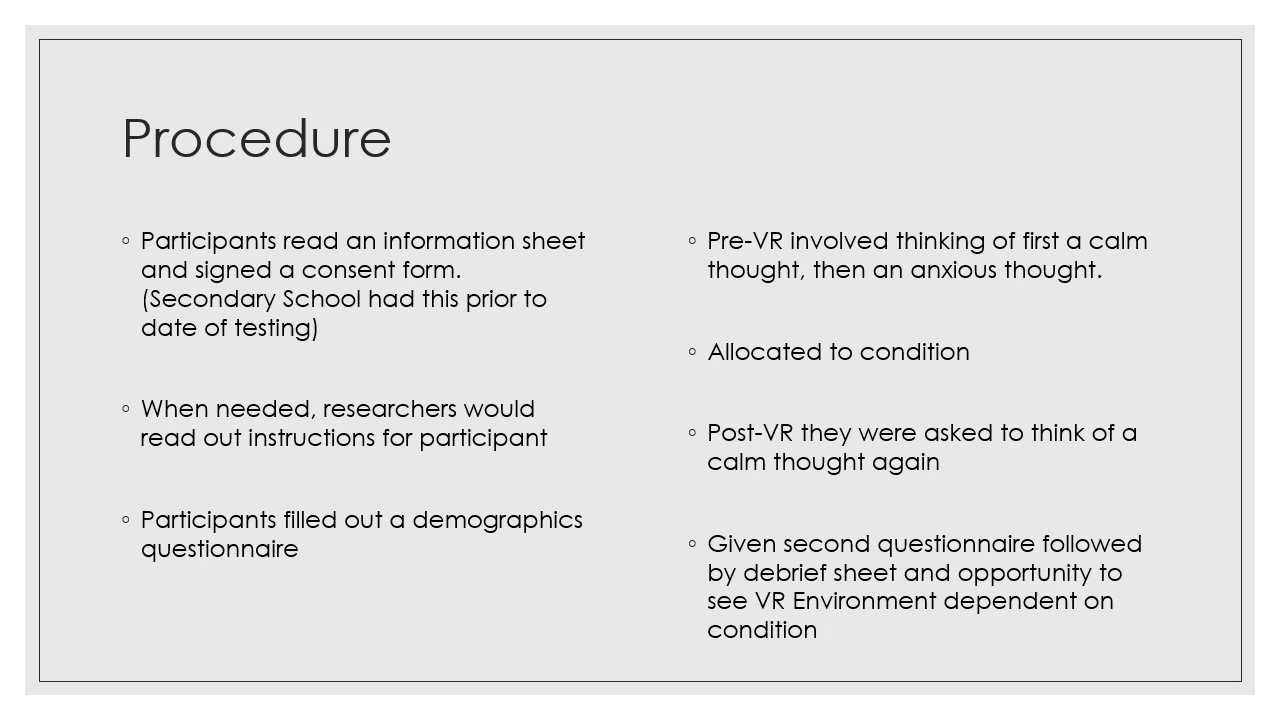 Procedure
◦ Participants read an information sheet
and signed a consent form.
(Secondary School had this prior to
date of testing)
◦ When needed, researchers would
read out instructions for participant
◦ Participants filled out a demographics
questionnaire
◦ Pre-VR involved thinking of first a calm
thought, then an anxious thought.
◦ Allocated to condition
◦ Post-VR they were asked to think of a
calm thought again
◦ Given second questionnaire followed
by debrief sheet and opportunity to
see VR Environment dependent on
condition